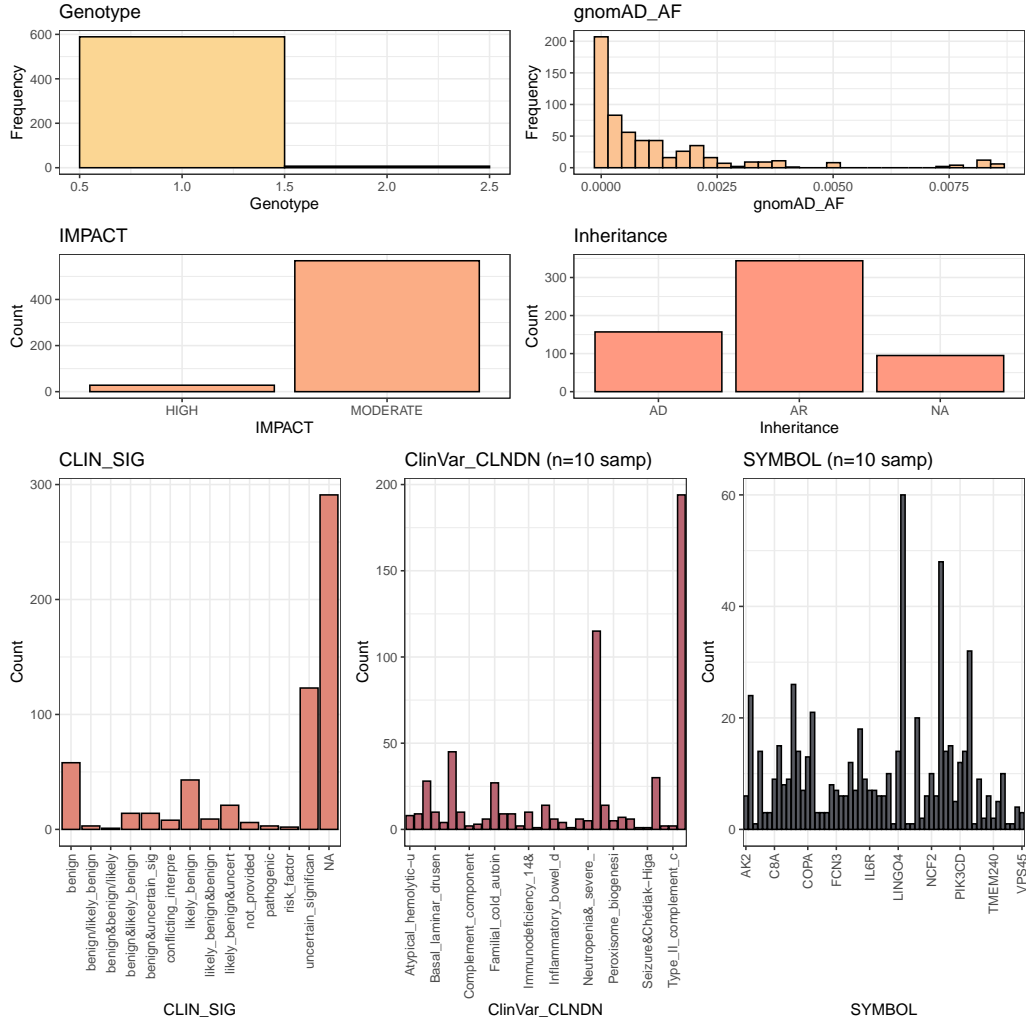 Genotype
600
400
200
0
Frequency
0.5
1.0
1.5
2.0
2.5
Genotype
gnomAD_AF
200
150
100
50
0
Frequency
0.0000
0.0025
0.0050
0.0075
gnomAD_AF
IMPACT
400
200
0
Count
HIGH
MODERATE
IMPACT
Inheritance
300
200
100
0
Count
AD
AR
NA
Inheritance
CLIN_SIG
300
200
100
0
Count
benign
benign/likely_benign
benign&benign/likely
benign&likely_benign
benign&uncertain_sig
conflicting_interpre
likely_benign
likely_benign&benign
likely_benign&uncert
not_provided
pathogenic
risk_factor
uncertain_significan
NA
CLIN_SIG
ClinVar_CLNDN (n=10 samp)
200
150
100
50
0
Count
Atypical_hemolytic-u
Basal_laminar_drusen
Complement_component
Familial_cold_autoin
Immunodeficiency_14&
Inflammatory_bowel_d
Neutropenia&_severe_
Peroxisome_biogenesi
Seizure&Chédiak-Higa
Type_II_complement_c
ClinVar_CLNDN
SYMBOL (n=10 samp)
60
40
20
0
Count
AK2
C8A
COPA
FCN3
IL6R
LINGO4
NCF2
PIK3CD
TMEM240
VPS45
SYMBOL